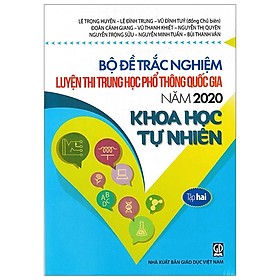 LÊ TRỌNG HUYỀN - LÊ ĐÌNH TRUNG - VŨ ĐÌNH TUÝ (đồng Chủ biên)
ĐOÀN CẢNH GIANG - VŨ THANH KHIẾT - NGUYỄN THỊ QUYÊN
NGUYỄN TRỌNG SỬU - NGUYỄN MINH TUẤN - BÙI THANH VÂN
BỘ ĐỀ TRẮC NGHIỆM
LUYỆN THI TRUNG HỌC PHỔ THÔNG QUỐC GIA
NĂM 2020
KHOA HỌC
TỰ NHIÊN
Tập hai
NHÀ XUẤT BẢN GIÁO DỤC VIỆT NAM